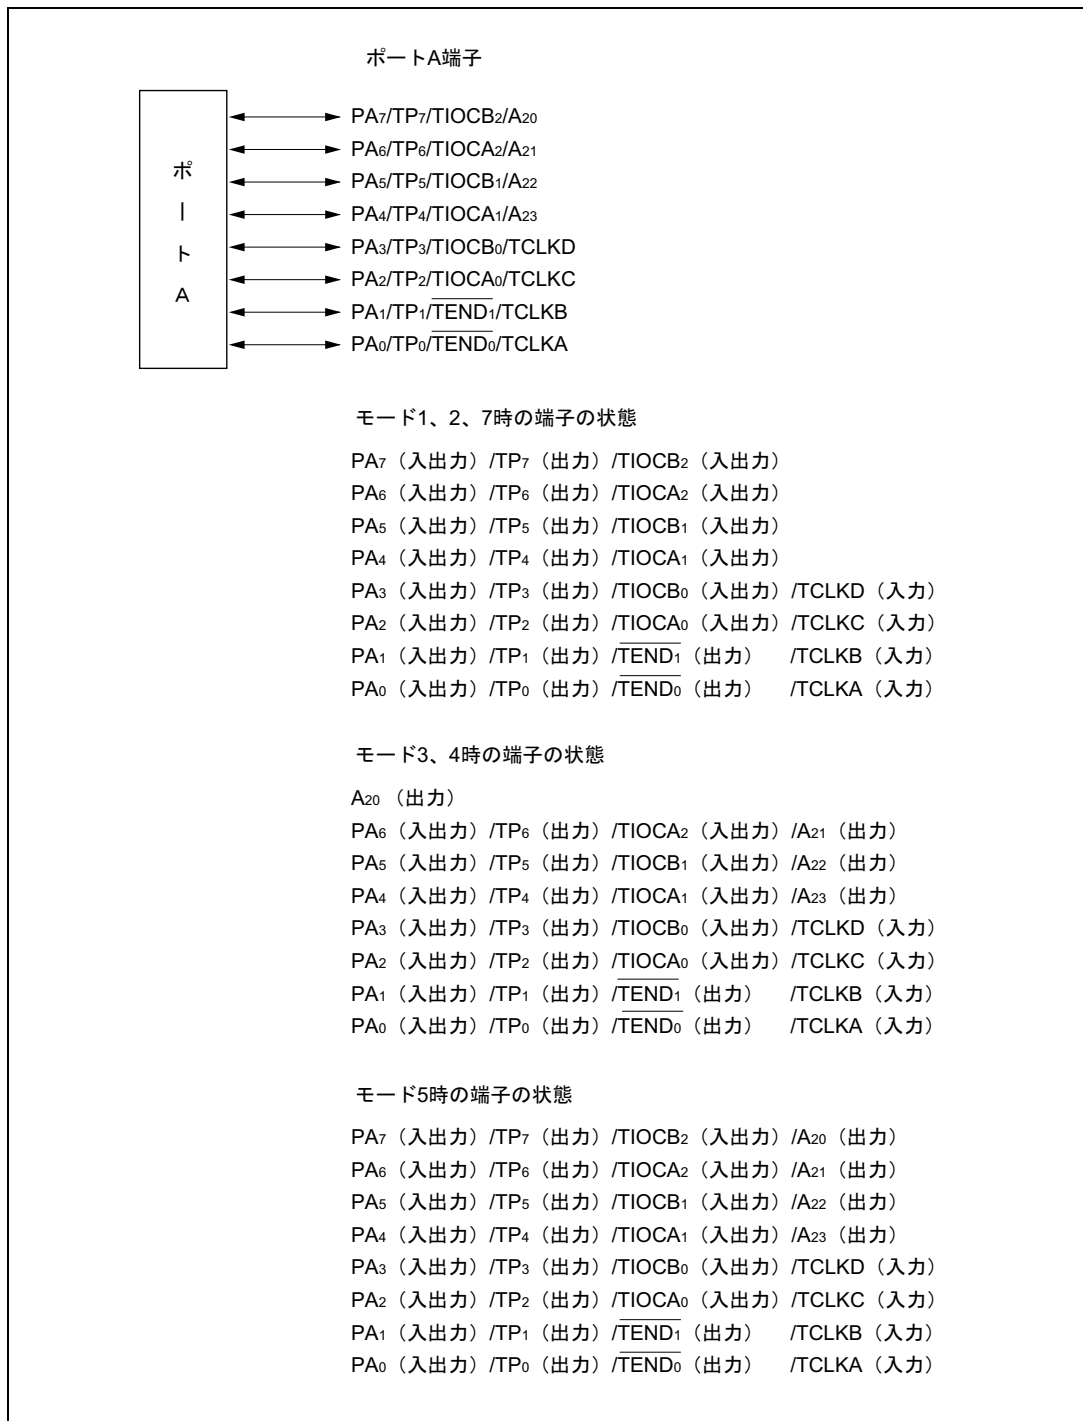 ポートA端子
ポートA
PA7/TP7/TIOCB2/A20
PA6/TP6/TIOCA2/A21
PA5/TP5/TIOCB1/A22
PA4/TP4/TIOCA1/A23
PA3/TP3/TIOCB0/TCLKD
PA2/TP2/TIOCA0/TCLKC
PA1/TP1/TEND1/TCLKB
PA0/TP0/TEND0/TCLKA
モード1、2、7時の端子の状態
PA7（入出力）/TP7（出力）/TIOCB2（入出力）
PA6（入出力）/TP6（出力）/TIOCA2（入出力）
PA5（入出力）/TP5（出力）/TIOCB1（入出力）
PA4（入出力）/TP4（出力）/TIOCA1（入出力）
PA3（入出力）/TP3（出力）/TIOCB0（入出力）/TCLKD（入力）
PA2（入出力）/TP2（出力）/TIOCA0（入出力）/TCLKC（入力）
PA1（入出力）/TP1（出力）/TEND1（出力） /TCLKB（入力）
PA0（入出力）/TP0（出力）/TEND0（出力） /TCLKA（入力）
モード3、4時の端子の状態
A20（出力）
PA6（入出力）/TP6（出力）/TIOCA2（入出力）/A21（出力）
PA5（入出力）/TP5（出力）/TIOCB1（入出力）/A22（出力）
PA4（入出力）/TP4（出力）/TIOCA1（入出力）/A23（出力）
PA3（入出力）/TP3（出力）/TIOCB0（入出力）/TCLKD（入力）
PA2（入出力）/TP2（出力）/TIOCA0（入出力）/TCLKC（入力）
PA1（入出力）/TP1（出力）/TEND1（出力） /TCLKB（入力）
PA0（入出力）/TP0（出力）/TEND0（出力） /TCLKA（入力）
モード5時の端子の状態
PA7（入出力）/TP7（出力）/TIOCB2（入出力）/A20（出力）
PA6（入出力）/TP6（出力）/TIOCA2（入出力）/A21（出力）
PA5（入出力）/TP5（出力）/TIOCB1（入出力）/A22（出力）
PA4（入出力）/TP4（出力）/TIOCA1（入出力）/A23（出力）
PA3（入出力）/TP3（出力）/TIOCB0（入出力）/TCLKD（入力）
PA2（入出力）/TP2（出力）/TIOCA0（入出力）/TCLKC（入力）
PA1（入出力）/TP1（出力）/TEND1（出力） /TCLKB（入力）
PA0（入出力）/TP0（出力）/TEND0（出力） /TCLKA（入力）